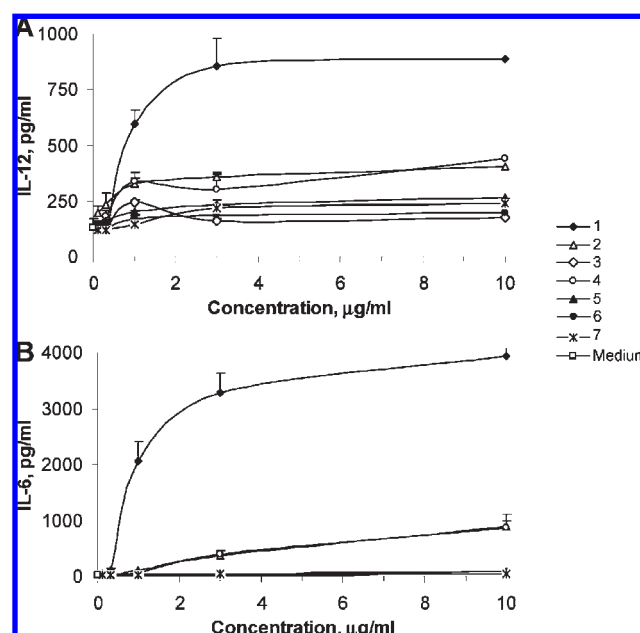 A
1000
750
500
250
0
IL-12, pg/ml
0 2 4 6 8 10
Concentration, μg/ml
1
2
3
4
5
6
7
Medium
B
4000
3000
2000
1000
0
IL-6, pg/ml
0 2 4 6 8 10
Concentration, μg/ml